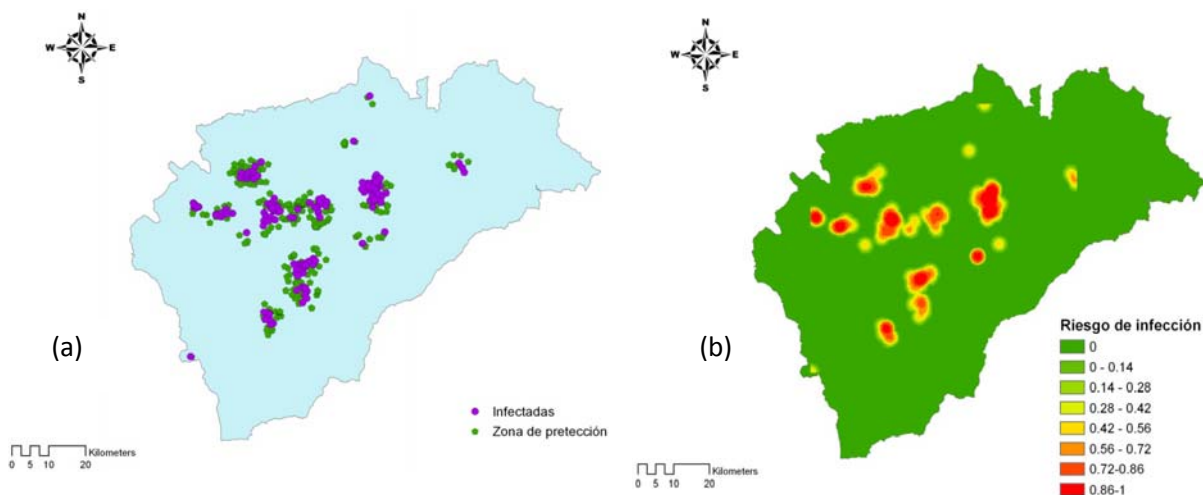 N
W E
S
(a)
Infectadas
Zona de pretección
Kilometers
0 5 10 20
N
W E
S
(b)
Riesgo de infección
0
0 - 0.14
0.14 - 0.28
0.28 - 0.42
0.42 - 0.56
0.56 - 0.72
0.72-0.86
0.86-1
Kilometers
0 5 10 20